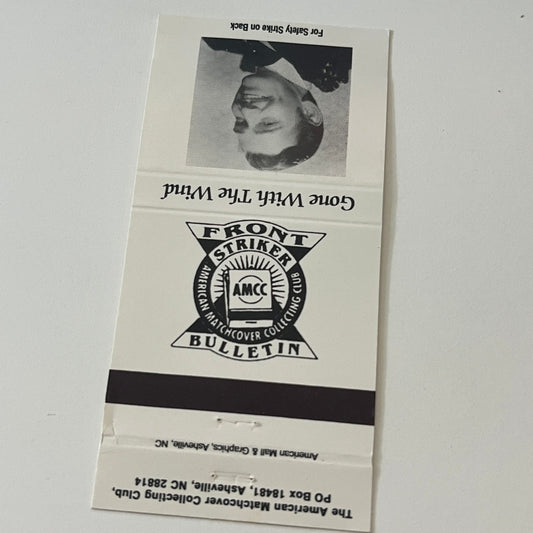 For Safety Strike on Back
Gone With The Wind
FRONT
STRIKER
AMERICAN MATCHCOVER COLLECTING CLUB
AMCC
BULLETIN
American Mail & Graphics, Asheville, NC
The American Matchcover Collecting Club,
PO Box 18481, Asheville, NC 28814